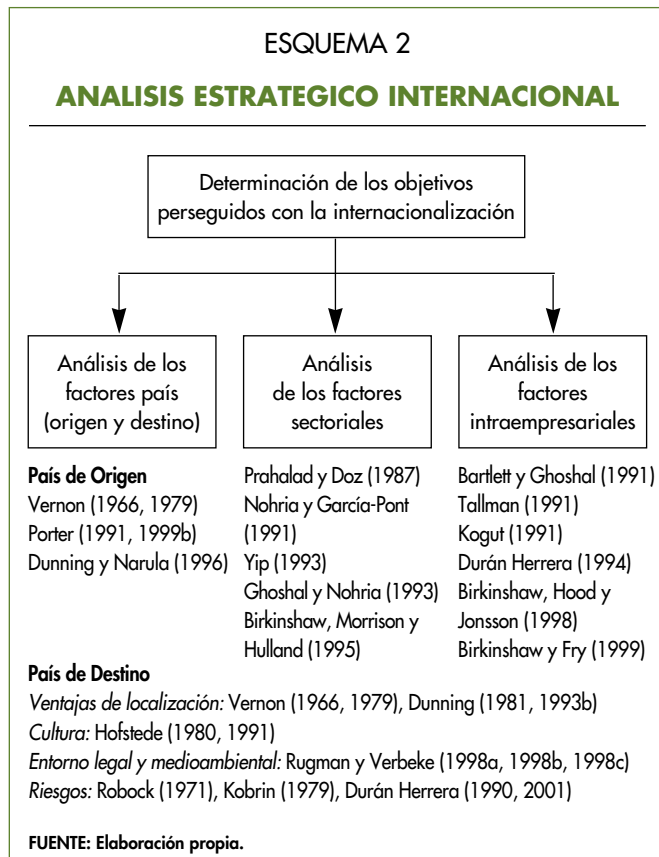 ESQUEMA 2
ANALISIS ESTRATEGICO INTERNACIONAL
Determinación de los objetivos
perseguidos con la internacionalización
Análisis de los
factores país
(origen y destino)
Análisis
de los factores
sectoriales
Análisis de los
factores
intraempresariales
País de Origen
Vernon (1966, 1979)
Porter (1991, 1999b)
Dunning y Narula (1996)
Prahalad y Doz (1987)
Nohria y García-Pont
(1991)
Yip (1993)
Ghoshal y Nohria (1993)
Birkinshaw, Morrison y
Hulland (1995)
Bartlett y Ghoshal (1991)
Tallman (1991)
Kogut (1991)
Durán Herrera (1994)
Birkinshaw, Hood y
Jonsson (1998)
Birkinshaw y Fry (1999)
País de Destino
Ventajas de localización: Vernon (1966, 1979), Dunning (1981, 1993b)
Cultura: Hofstede (1980, 1991)
Entorno legal y medioambiental: Rugman y Verbeke (1998a, 1998b, 1998c)
Riesgos: Robock (1971), Kobrin (1979), Durán Herrera (1990, 2001)
FUENTE: Elaboración propia.